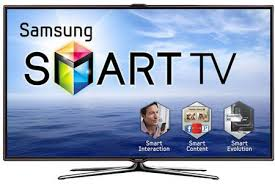 Samsung
SMART TV
Smart Interaction
Smart Content
Smart Evolution